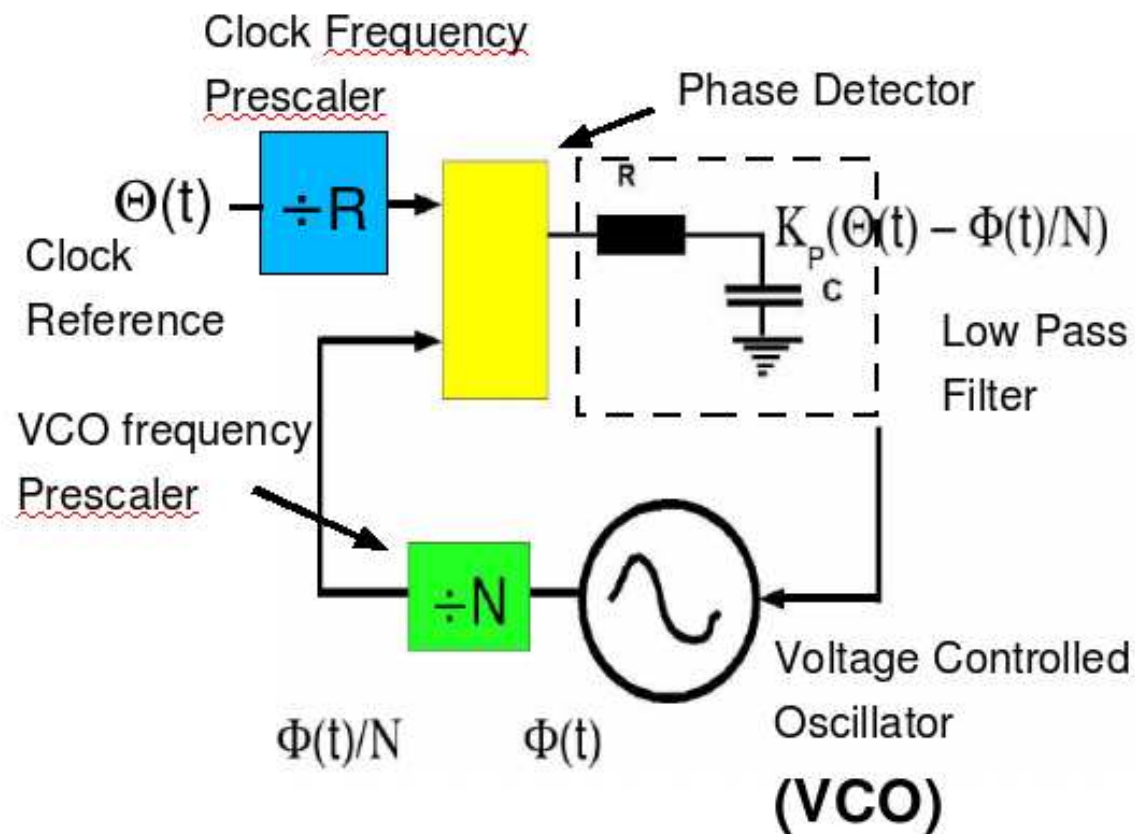 Clock Frequency
Prescaler
Phase Detector
R
Θ(t)
÷R
K_P(Θ(t) – Φ(t)/N)
C
Clock
Reference
Low Pass
Filter
VCO frequency
Prescaler
÷N
Voltage Controlled
Oscillator
(VCO)
Φ(t)/N
Φ(t)